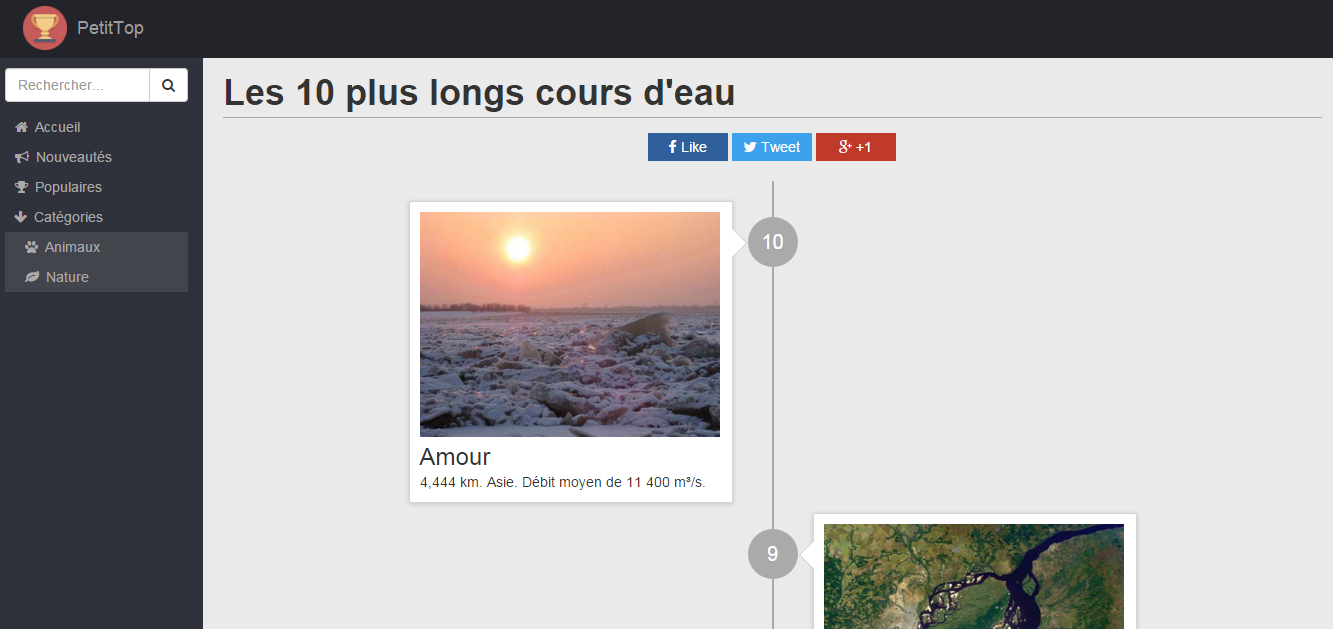 PetitTop
Rechercher...
Accueil
Nouveautés
Populaires
Catégories
Animaux
Nature
Les 10 plus longs cours d'eau
Like
Tweet
g+ +1
10
Amour
4,444 km. Asie. Débit moyen de 11 400 m³/s.
9